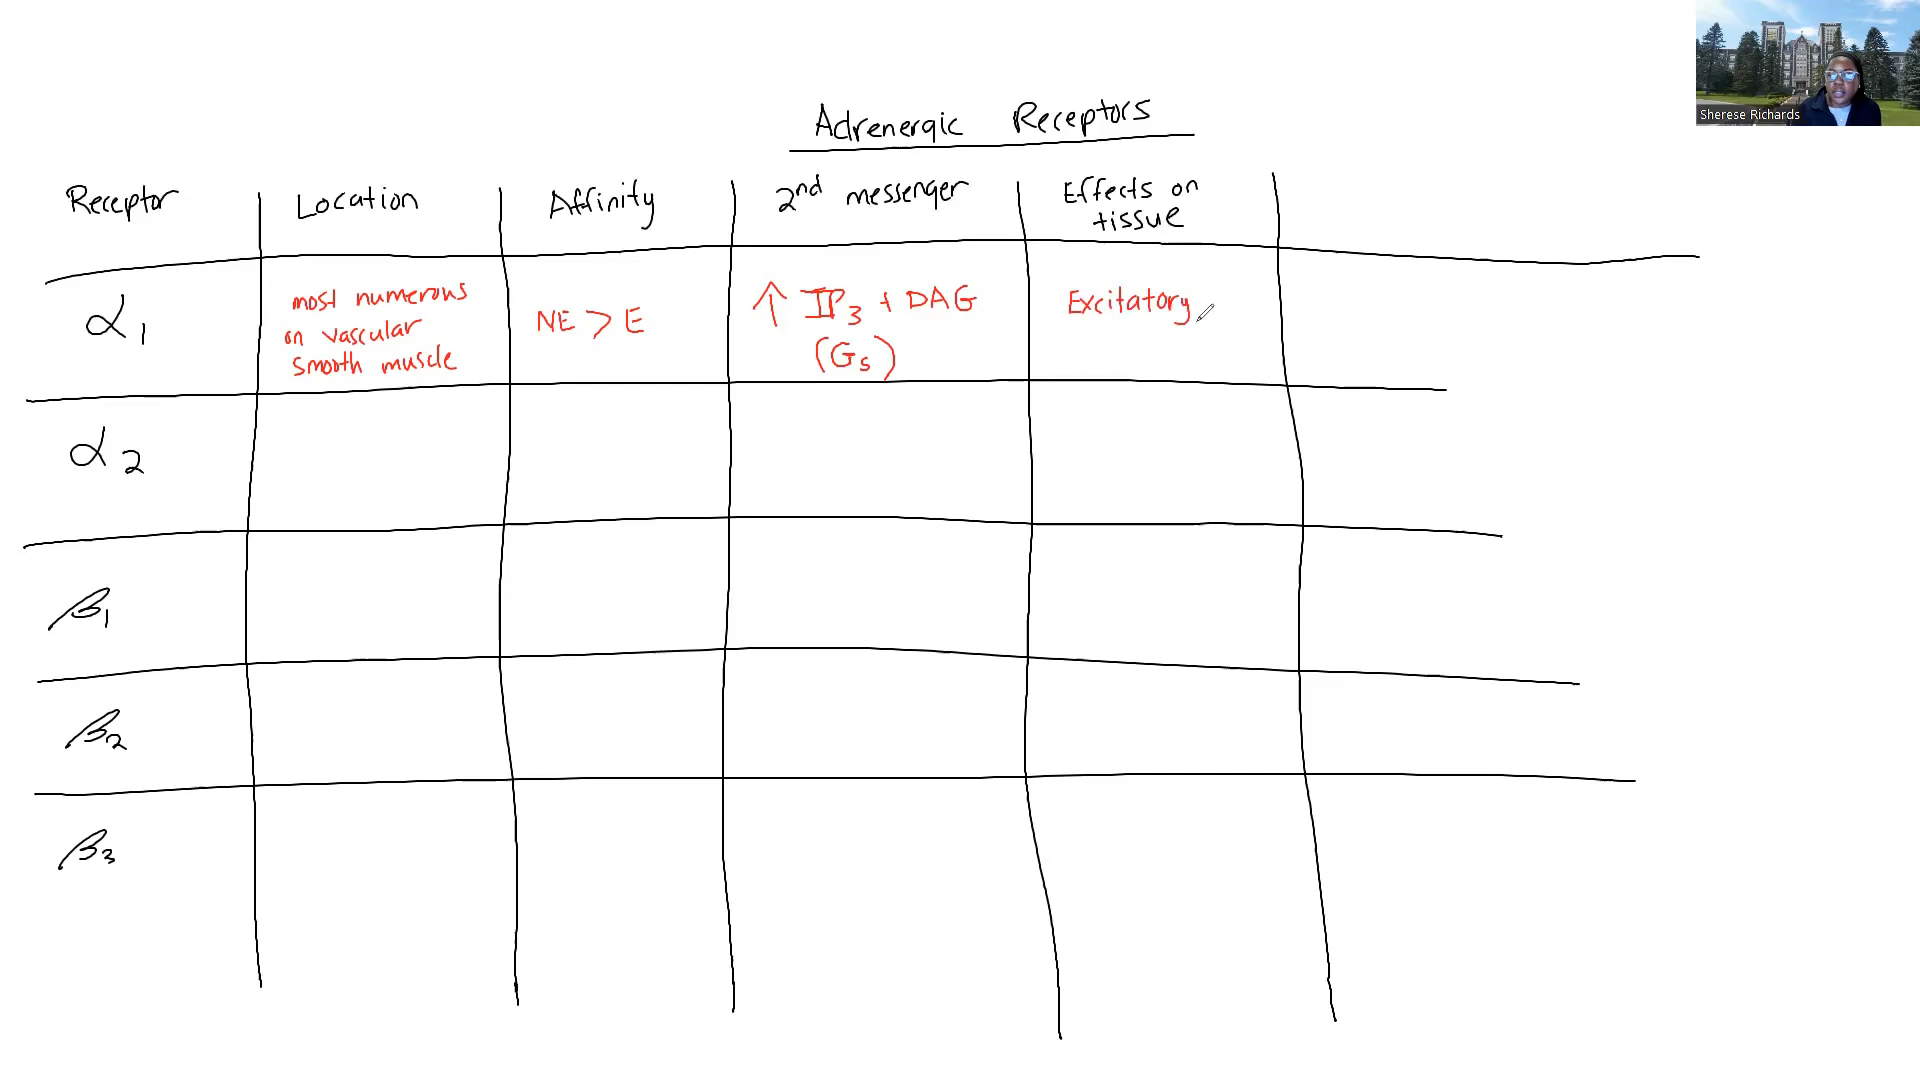 Sherese Richards
Adrenergic Receptors
Receptor Location Affinity 2nd messenger Effects on tissue
α1
most numerous
on vascular
smooth muscle
NE > E
↑ IP3 + DAG
(Gs)
Excitatory
α2
β1
β2
β3